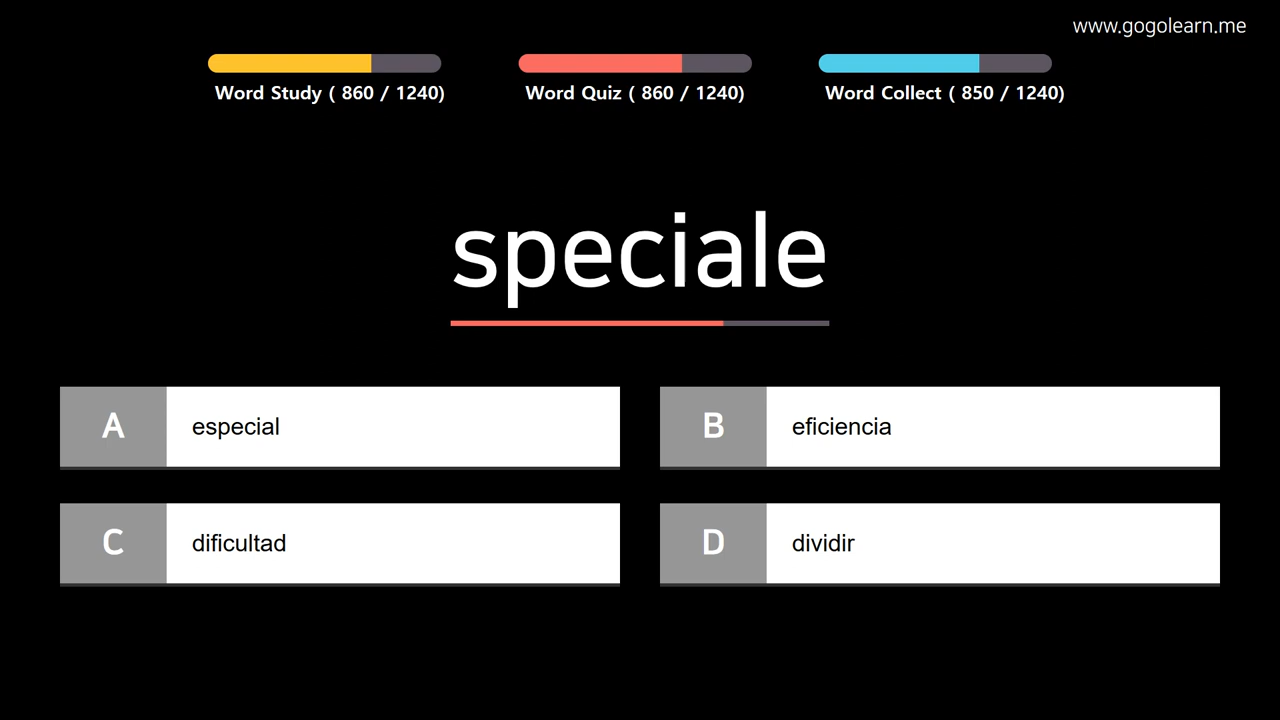 www.gogolearn.me
Word Study ( 860 / 1240)
Word Quiz ( 860 / 1240)
Word Collect ( 850 / 1240)
speciale
A especial
B eficiencia
C dificultad
D dividir